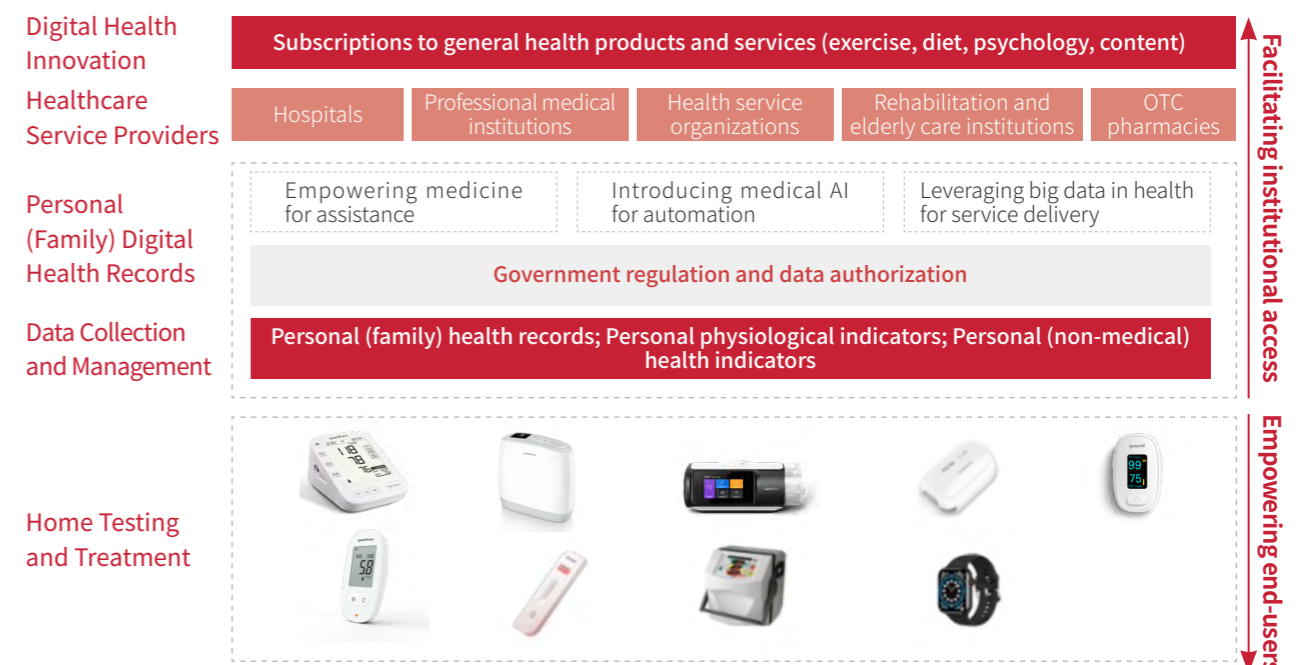 Digital Health
Innovation
Subscriptions to general health products and services (exercise, diet, psychology, content)
Healthcare
Service Providers
Hospitals
Professional medical
institutions
Health service
organizations
Rehabilitation and
elderly care institutions
OTC
pharmacies
Personal
(Family) Digital
Health Records
Empowering medicine
for assistance
Introducing medical AI
for automation
Leveraging big data in health
for service delivery
Government regulation and data authorization
Data Collection
and Management
Personal (family) health records; Personal physiological indicators; Personal (non-medical)
health indicators
Facilitating institutional access
Home Testing
and Treatment
99
75
5.8
Empowering end-users